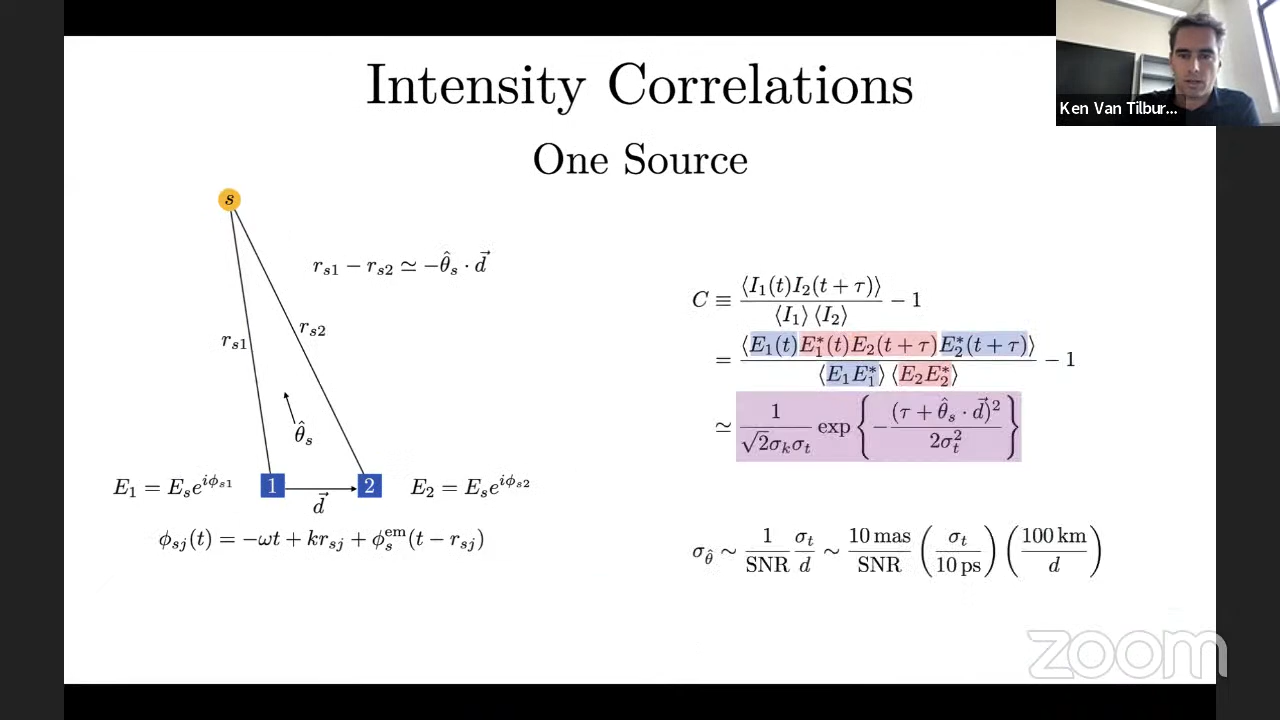 Intensity Correlations
One Source
Ken Van Tilbur...
s
r_{s1} − r_{s2} ≃ −θ̂_s · d⃗
r_{s1}
r_{s2}
θ̂_s
E_1 = E_s e^{iϕ_{s1}}
1
2
d⃗
E_2 = E_s e^{iϕ_{s2}}
ϕ_{sj}(t) = −ωt + kr_{sj} + ϕ_s^{em}(t − r_{sj})
C ≡ ⟨I_1(t)I_2(t + τ)⟩ / ⟨I_1⟩ ⟨I_2⟩ − 1
= ⟨E_1(t)E_1^*(t)E_2(t + τ)E_2^*(t + τ)⟩ / ⟨E_1E_1^*⟩ ⟨E_2E_2^*⟩ − 1
≃ 1 / √2σ_kσ_t exp { −(τ + θ̂_s · d⃗)^2 / 2σ_t^2 }
σ_θ̂ ∼ 1/SNR σ_t/d ∼ 10 mas/SNR (σ_t/10 ps) (100 km/d)
zoom